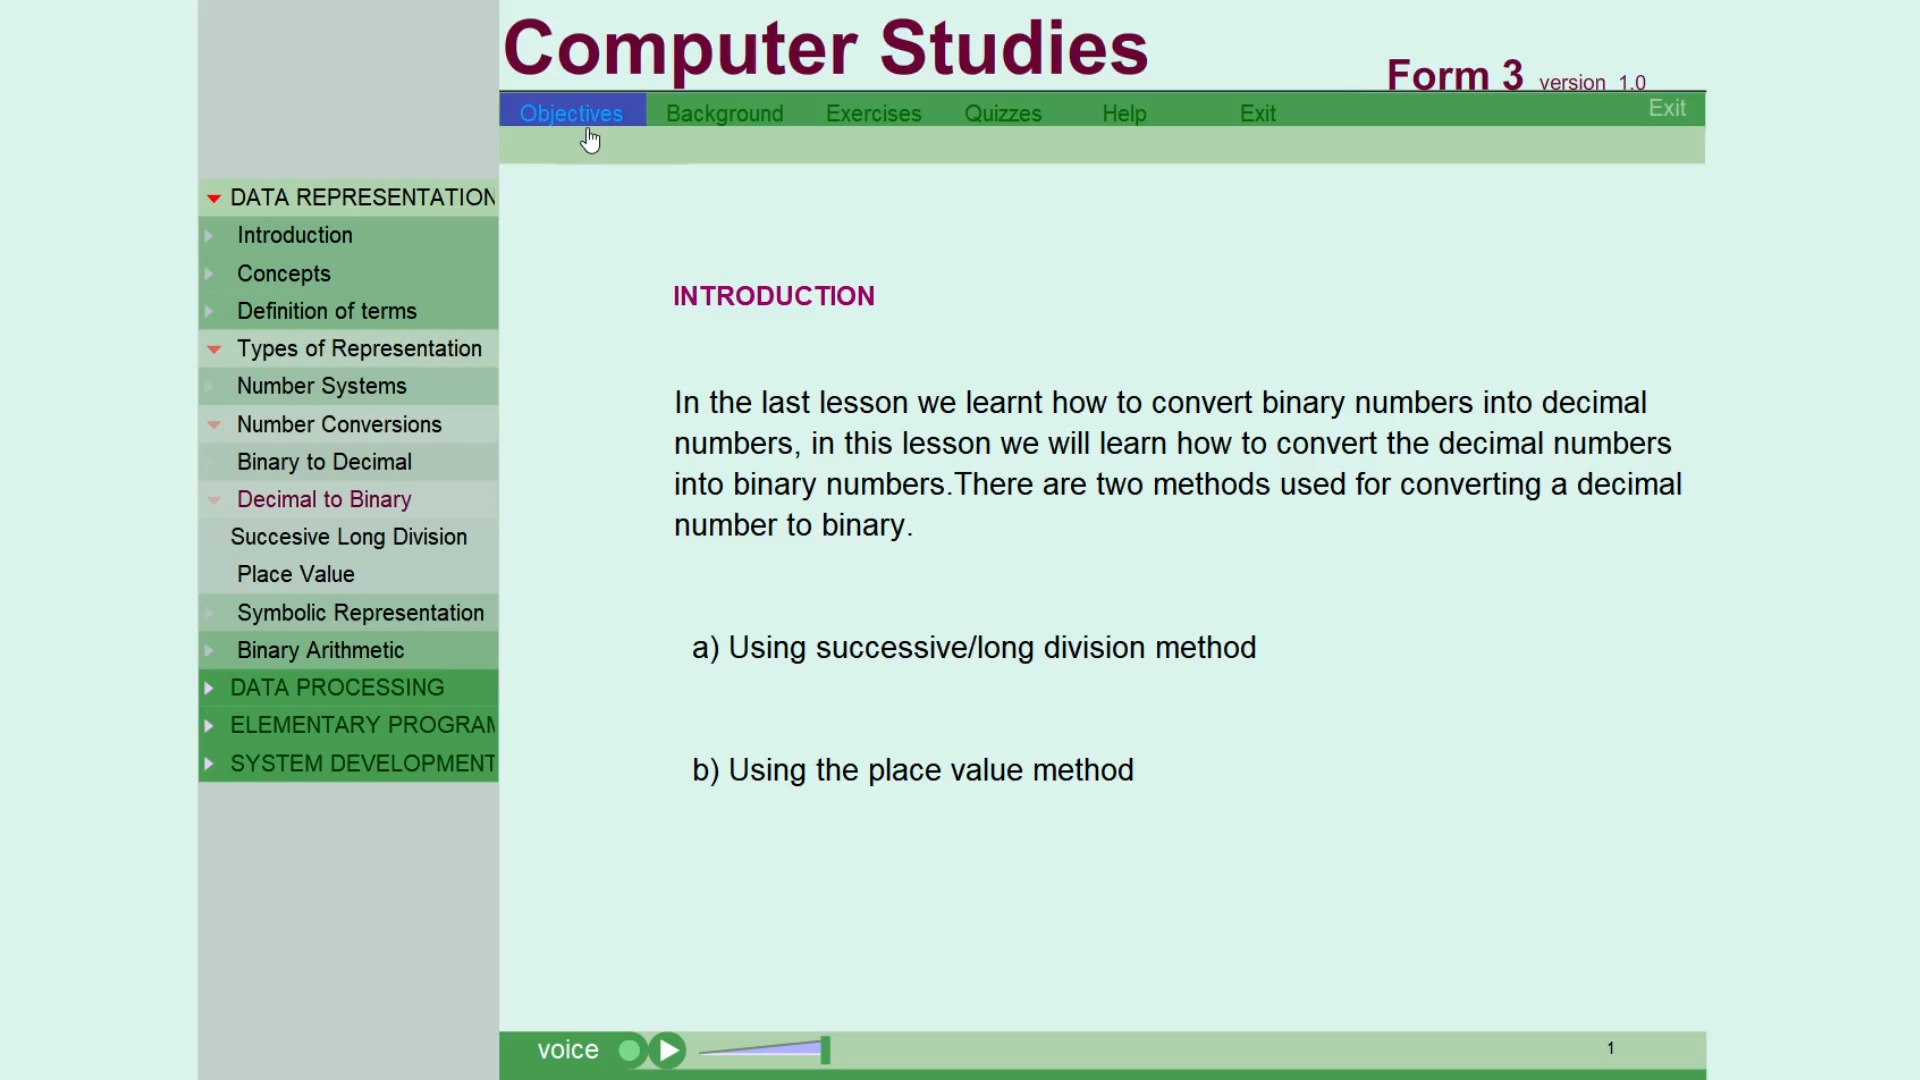 Computer Studies
Form 3 version 1.0
Objectives Background Exercises Quizzes Help Exit Exit
DATA REPRESENTATION
Introduction
Concepts
Definition of terms
Types of Representation
Number Systems
Number Conversions
Binary to Decimal
Decimal to Binary
Succesive Long Division
Place Value
Symbolic Representation
Binary Arithmetic
DATA PROCESSING
ELEMENTARY PROGRAM
SYSTEM DEVELOPMENT
INTRODUCTION
In the last lesson we learnt how to convert binary numbers into decimal
numbers, in this lesson we will learn how to convert the decimal numbers
into binary numbers.There are two methods used for converting a decimal
number to binary.
a) Using successive/long division method
b) Using the place value method
voice
1